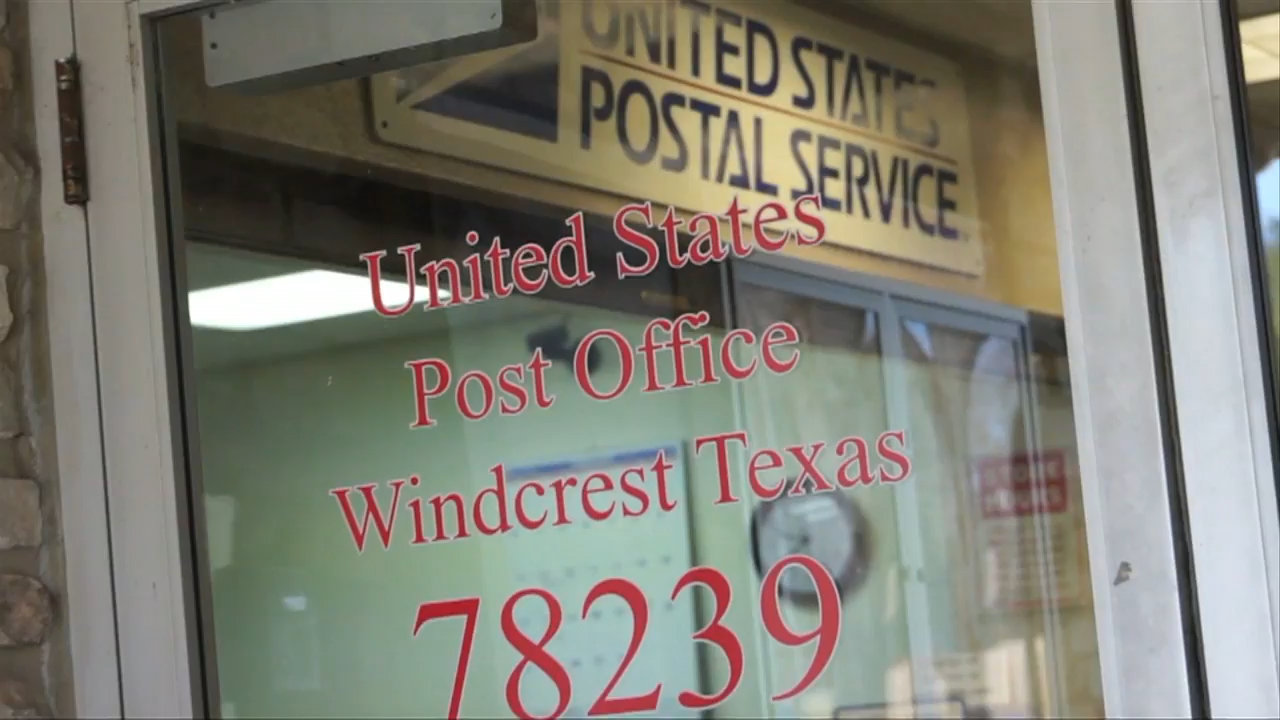 UNITED STATES
POSTAL SERVICE
United States
Post Office
Windcrest Texas
78239